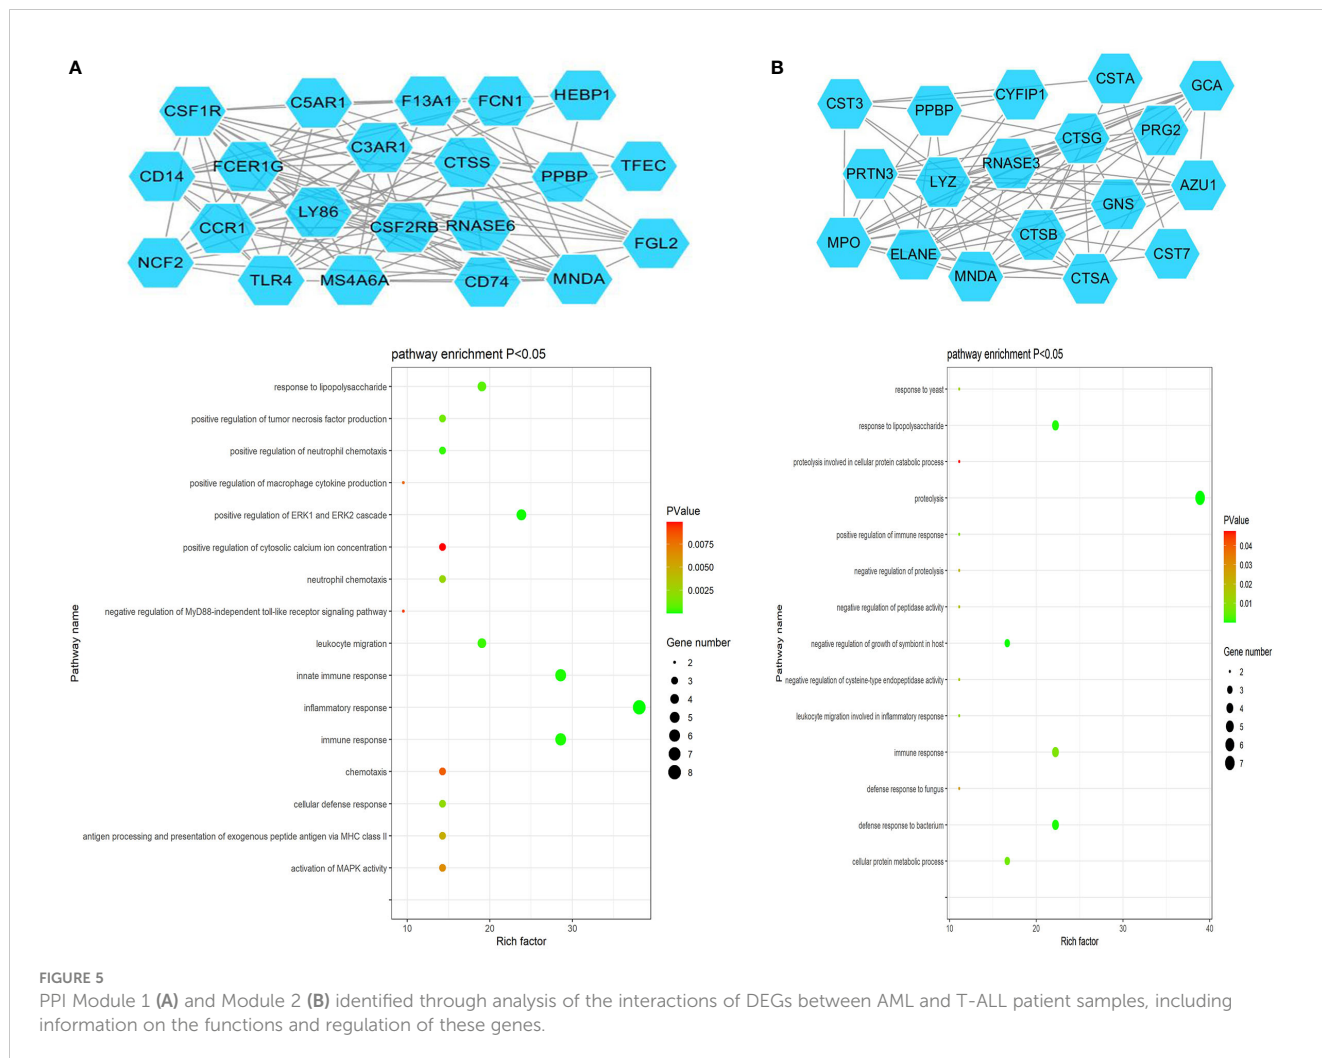 A
CSF1R
C5AR1
F13A1
FCN1
HEBP1
FCER1G
C3AR1
CTSS
PPBP
TFEC
CD14
LY86
CCR1
CSF2RB
RNASE6
FGL2
NCF2
TLR4
MS4A6A
CD74
MNDA
B
CST3
PPBP
CYFIP1
CSTA
GCA
CTSG
PRG2
RNASE3
PRTN3
LYZ
AZU1
GNS
MPO
ELANE
CTSB
CST7
MNDA
CTSA
pathway enrichment P<0.05
response to lipopolysaccharide
positive regulation of tumor necrosis factor production
positive regulation of neutrophil chemotaxis
positive regulation of macrophage cytokine production
positive regulation of ERK1 and ERK2 cascade
positive regulation of cytosolic calcium ion concentration
neutrophil chemotaxis
negative regulation of MyD88-independent toll-like receptor signaling pathway
leukocyte migration
innate immune response
inflammatory response
immune response
chemotaxis
cellular defense response
antigen processing and presentation of exogenous peptide antigen via MHC class II
activation of MAPK activity
Pathway name
10 20 30
Rich factor
PValue
0.0075
0.0050
0.0025
Gene number
2
3
4
5
6
7
8
pathway enrichment P<0.05
response to yeast
response to lipopolysaccharide
proteolysis involved in cellular protein catabolic process
proteolysis
positive regulation of immune response
negative regulation of proteolysis
negative regulation of peptidase activity
negative regulation of growth of symbiont in host
negative regulation of cysteine-type endopeptidase activity
leukocyte migration involved in inflammatory response
immune response
defense response to fungus
defense response to bacterium
cellular protein metabolic process
Pathway name
10 20 30 40
Rich factor
PValue
0.04
0.03
0.02
0.01
Gene number
2
3
4
5
6
7
FIGURE 5
PPI Module 1 (A) and Module 2 (B) identified through analysis of the interactions of DEGs between AML and T-ALL patient samples, including
information on the functions and regulation of these genes.